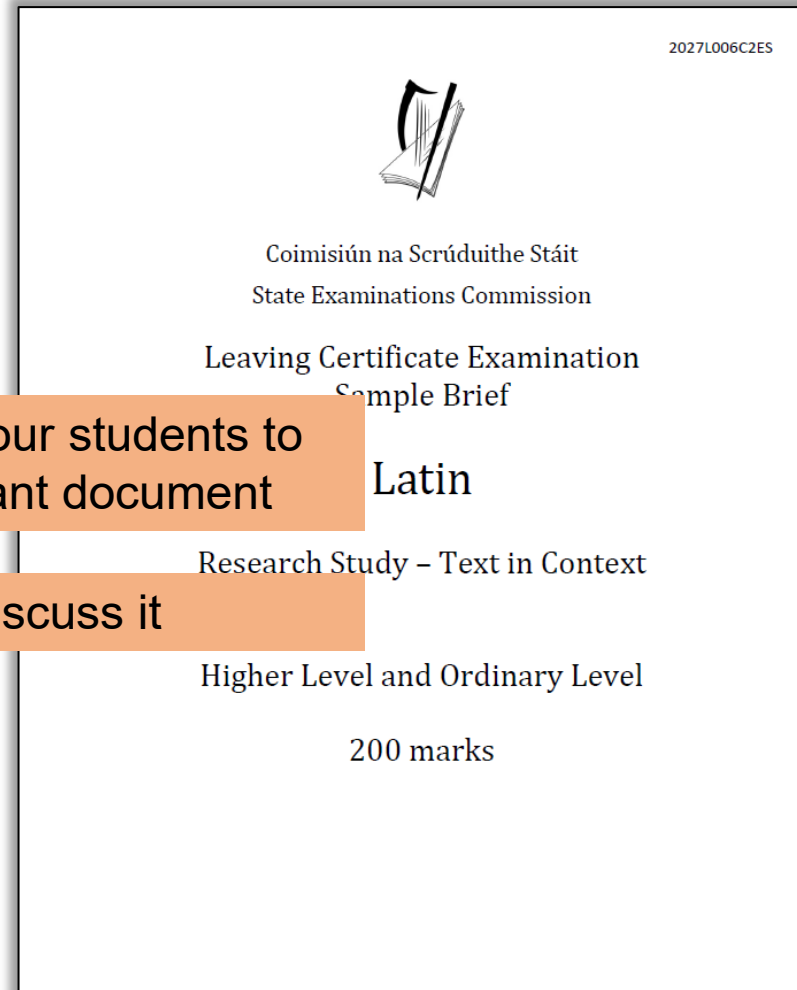 2027L006C2ES
Coimisiún na Scrúduithe Stáit
State Examinations Commission
Leaving Certificate Examination
Sample Brief
our students to
ant document
Latin
Research Study – Text in Context
scuss it
Higher Level and Ordinary Level
200 marks